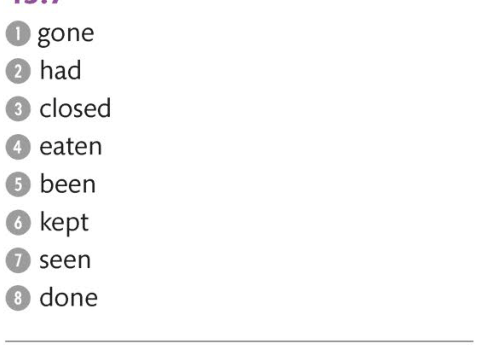 1 gone
2 had
3 closed
4 eaten
5 been
6 kept
7 seen
8 done